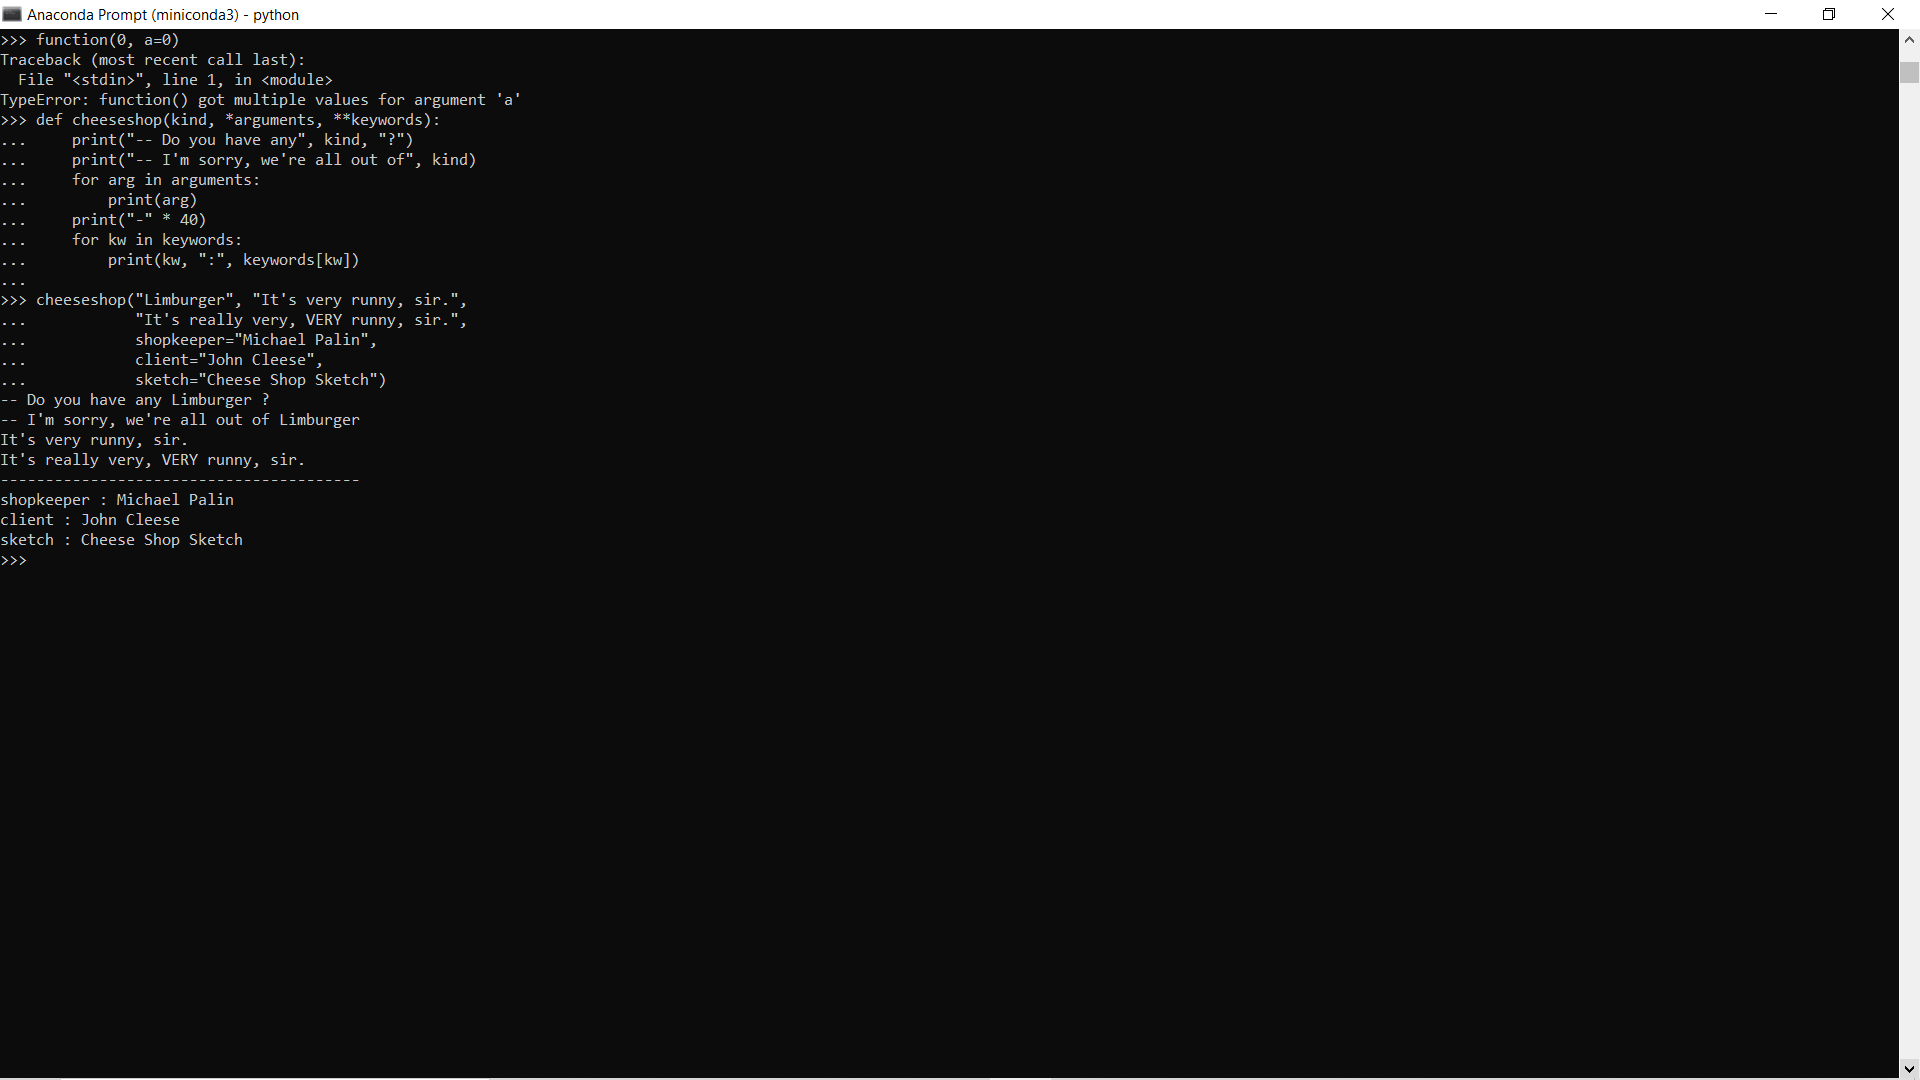 Anaconda Prompt (miniconda3) - python
>>> function(0, a=0)
Traceback (most recent call last):
  File "<stdin>", line 1, in <module>
TypeError: function() got multiple values for argument 'a'
>>> def cheeseshop(kind, *arguments, **keywords):
...     print("-- Do you have any", kind, "?")
...     print("-- I'm sorry, we're all out of", kind)
...     for arg in arguments:
...         print(arg)
...     print("-" * 40)
...     for kw in keywords:
...         print(kw, ":", keywords[kw])
...
>>> cheeseshop("Limburger", "It's very runny, sir.",
...            "It's really very, VERY runny, sir.",
...            shopkeeper="Michael Palin",
...            client="John Cleese",
...            sketch="Cheese Shop Sketch")
-- Do you have any Limburger ?
-- I'm sorry, we're all out of Limburger
It's very runny, sir.
It's really very, VERY runny, sir.
----------------------------------------
shopkeeper : Michael Palin
client : John Cleese
sketch : Cheese Shop Sketch
>>>